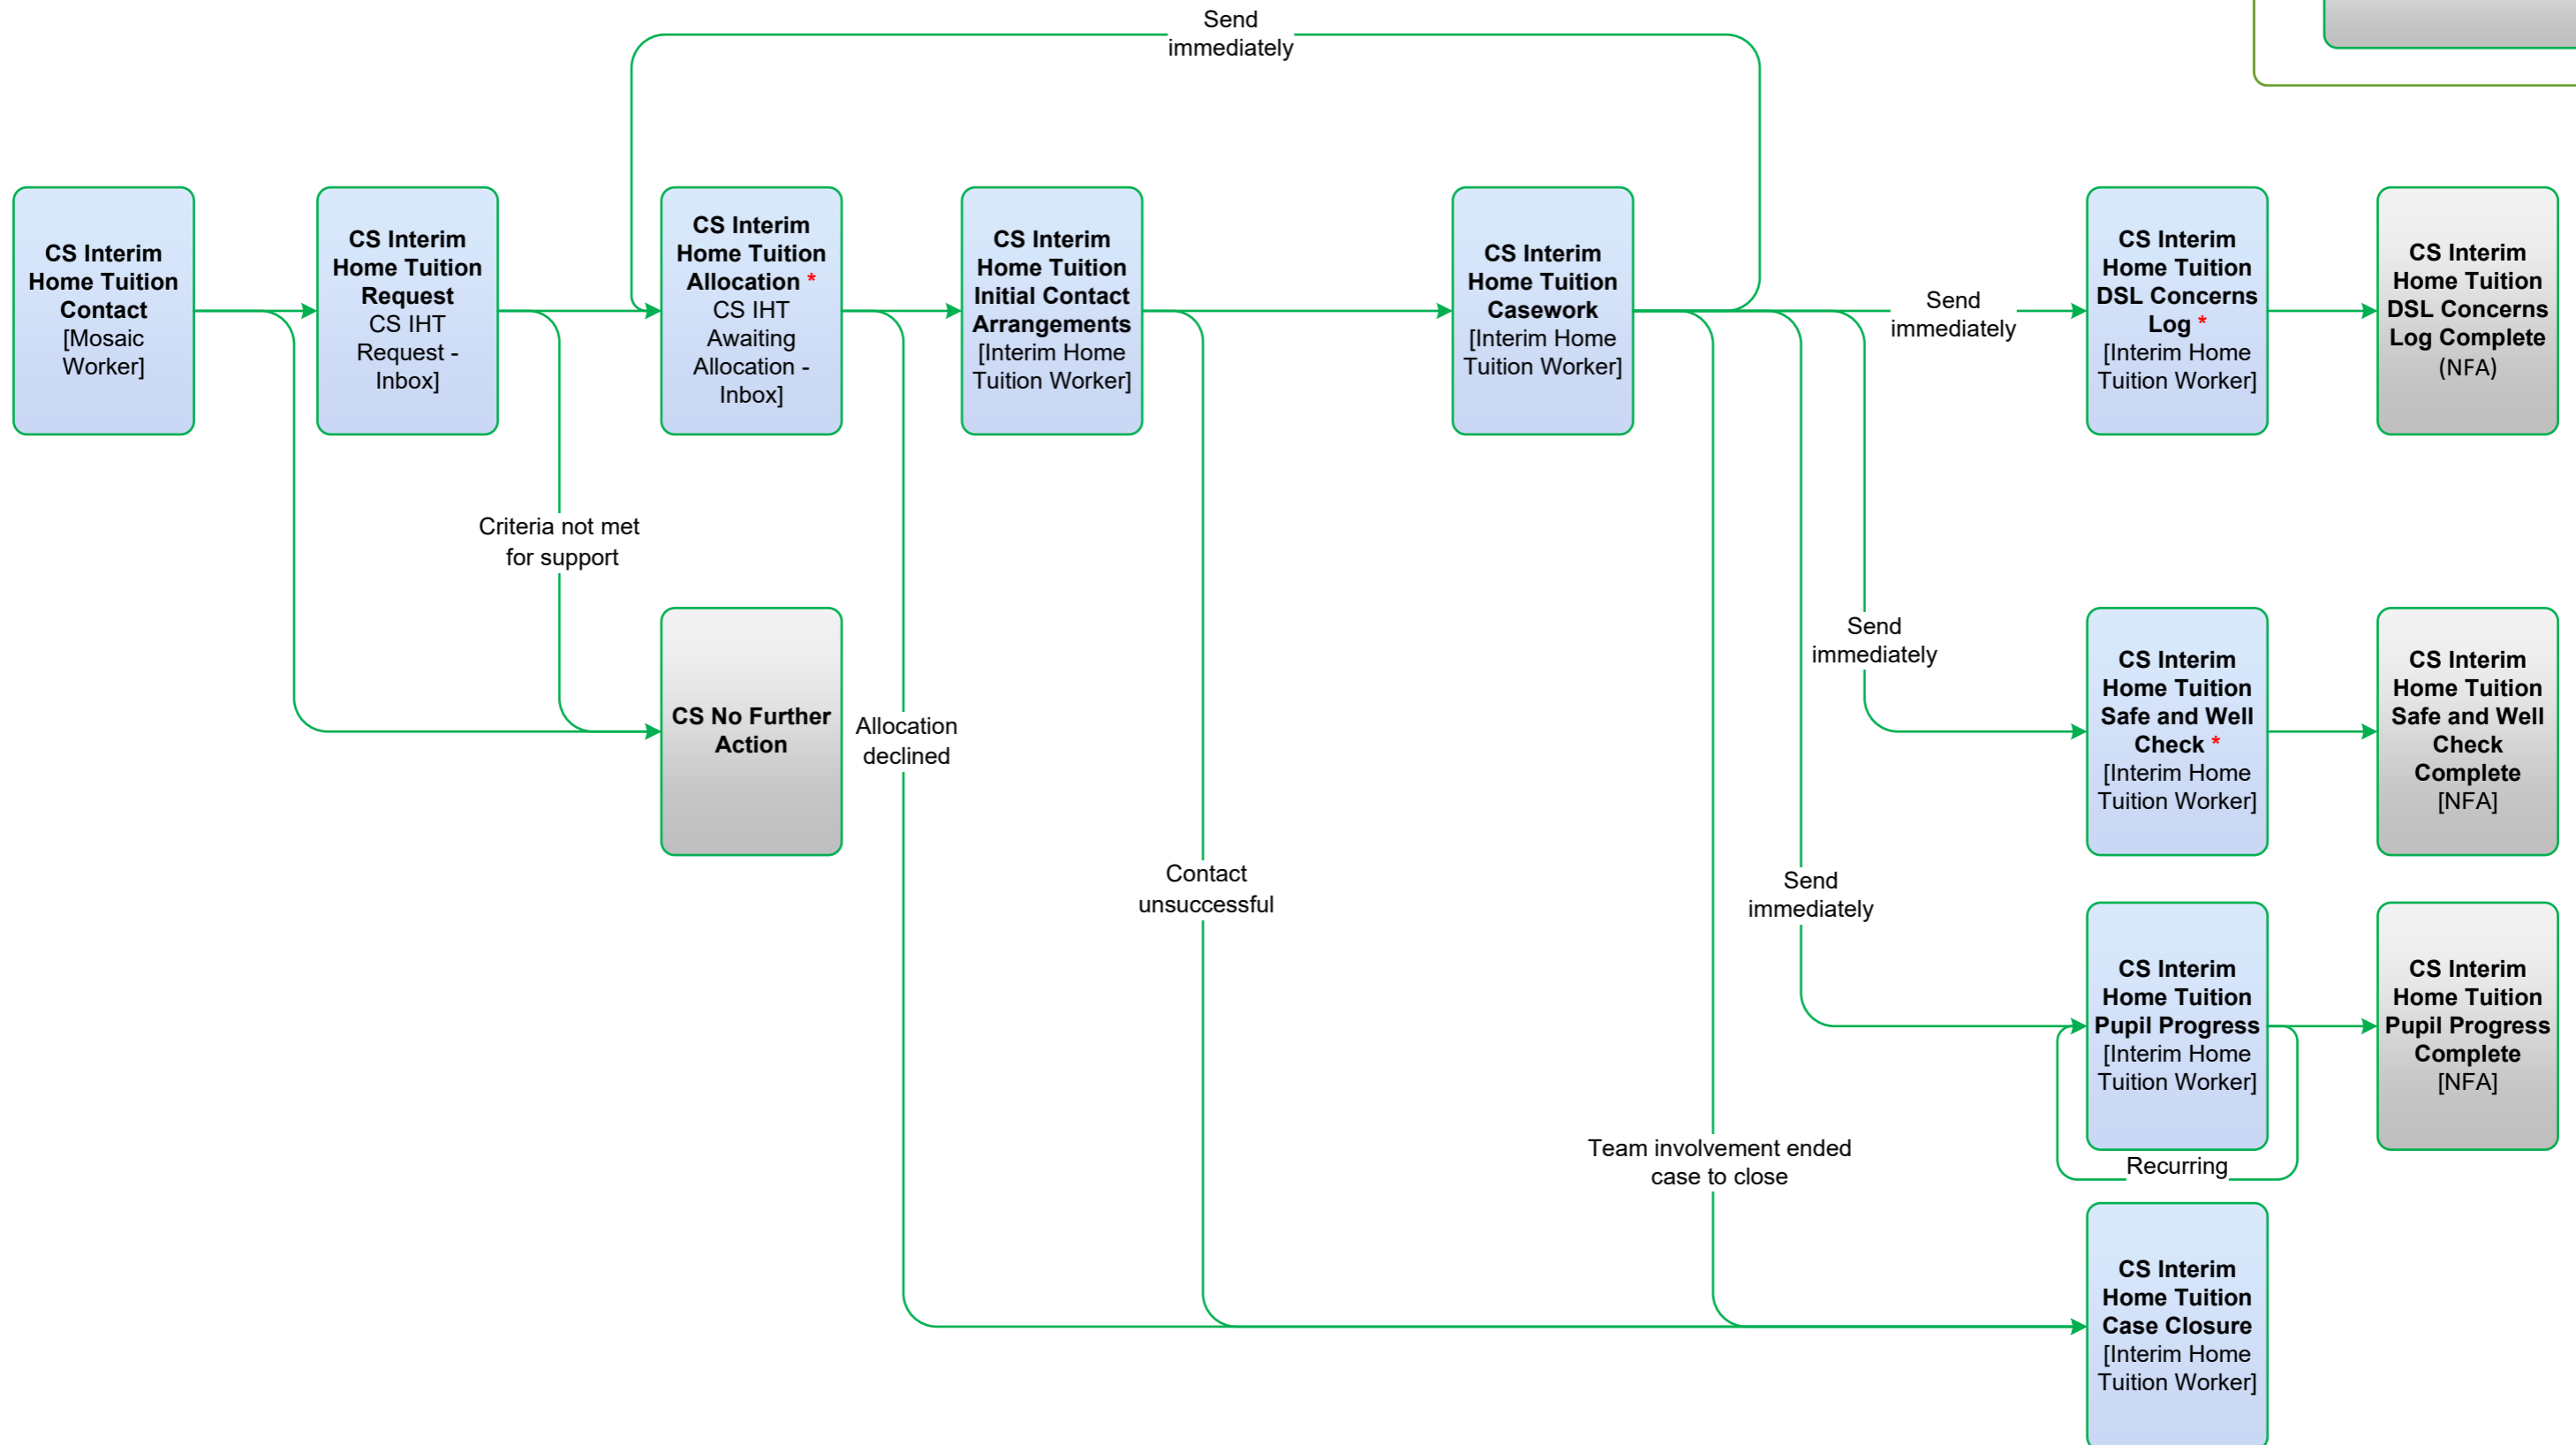 Send
immediately
CS Interim
Home Tuition
Contact
[Mosaic
Worker]
CS Interim
Home Tuition
Request
CS IHT
Request -
Inbox]
CS Interim
Home Tuition
Allocation *
CS IHT
Awaiting
Allocation -
Inbox]
CS Interim
Home Tuition
Initial Contact
Arrangements
[Interim Home
Tuition Worker]
CS Interim
Home Tuition
Casework
[Interim Home
Tuition Worker]
Send
immediately
CS Interim
Home Tuition
DSL Concerns
Log *
[Interim Home
Tuition Worker]
CS Interim
Home Tuition
DSL Concerns
Log Complete
(NFA)
Criteria not met
for support
CS No Further
Action
Allocation
declined
Send
immediately
CS Interim
Home Tuition
Safe and Well
Check *
[Interim Home
Tuition Worker]
CS Interim
Home Tuition
Safe and Well
Check
Complete
[NFA]
Contact
unsuccessful
Send
immediately
CS Interim
Home Tuition
Pupil Progress
[Interim Home
Tuition Worker]
CS Interim
Home Tuition
Pupil Progress
Complete
[NFA]
Team involvement ended
case to close
Recurring
CS Interim
Home Tuition
Case Closure
[Interim Home
Tuition Worker]